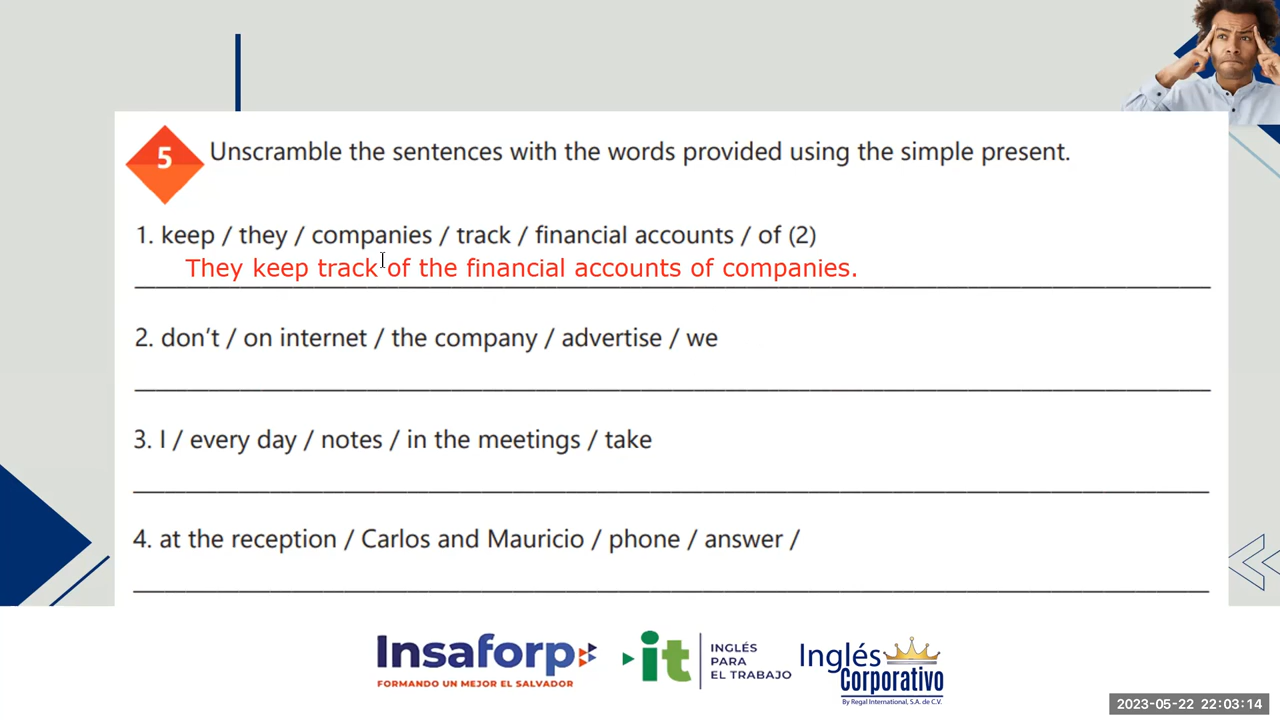 5 Unscramble the sentences with the words provided using the simple present.
1. keep / they / companies / track / financial accounts / of (2)
They keep track of the financial accounts of companies.
2. don't / on internet / the company / advertise / we
3. I / every day / notes / in the meetings / take
4. at the reception / Carlos and Mauricio / phone / answer /
Insaforp
FORMANDO UN MEJOR EL SALVADOR
it
INGLÉS
PARA
EL TRABAJO
Inglés
Corporativo
By Regal International, S.A. de C.V.
2023-05-22 22:03:14